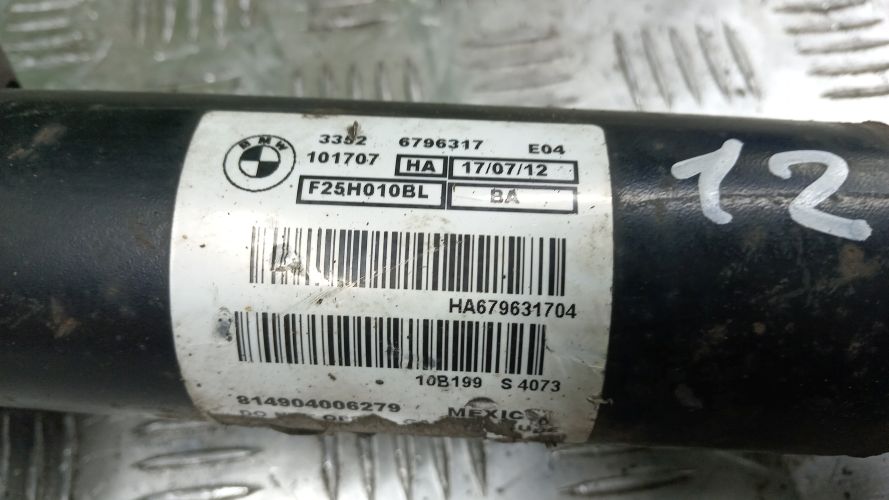 BMW
3352 6796317 E04
101707 HA 17/07/12
F25H010BL BA
HA679631704
10B199 S 4073
814904006279 MEXICO
12